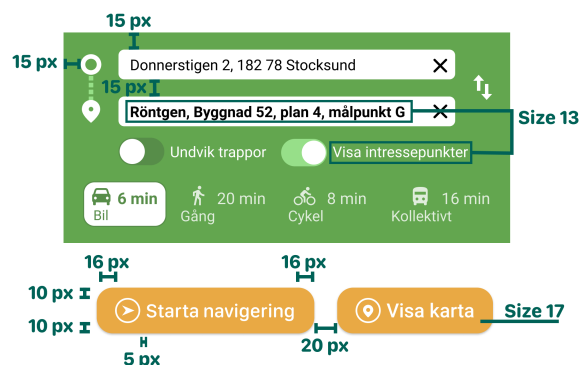 15 px
15 px
Donnerstigen 2, 182 78 Stocksund
15 px
Röntgen, Byggnad 52, plan 4, målpunkt G
Size 13
Undvik trappor
Visa intressepunkter
6 min
Bil
20 min
Gång
8 min
Cykel
16 min
Kollektivt
16 px
16 px
10 px
Starta navigering
Visa karta
Size 17
10 px
5 px
20 px